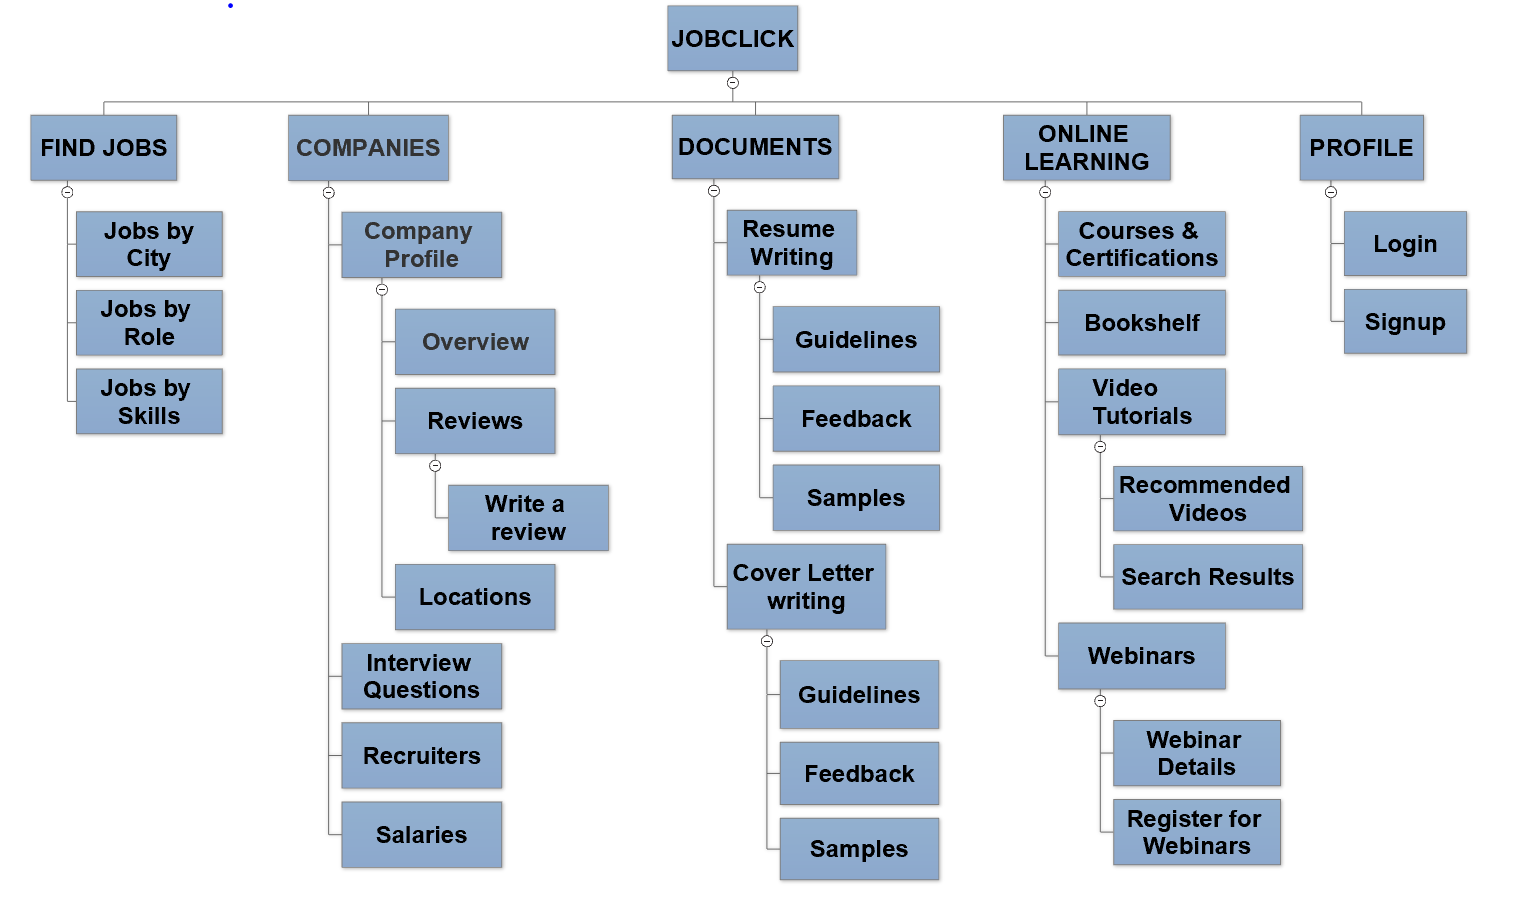 JOBCLICK
FIND JOBS
Jobs by
City
Jobs by
Role
Jobs by
Skills
COMPANIES
Company
Profile
Overview
Reviews
Write a
review
Locations
Interview
Questions
Recruiters
Salaries
DOCUMENTS
Resume
Writing
Guidelines
Feedback
Samples
Cover Letter
writing
Guidelines
Feedback
Samples
ONLINE
LEARNING
Courses &
Certifications
Bookshelf
Video
Tutorials
Recommended
Videos
Search Results
Webinars
Webinar
Details
Register for
Webinars
PROFILE
Login
Signup